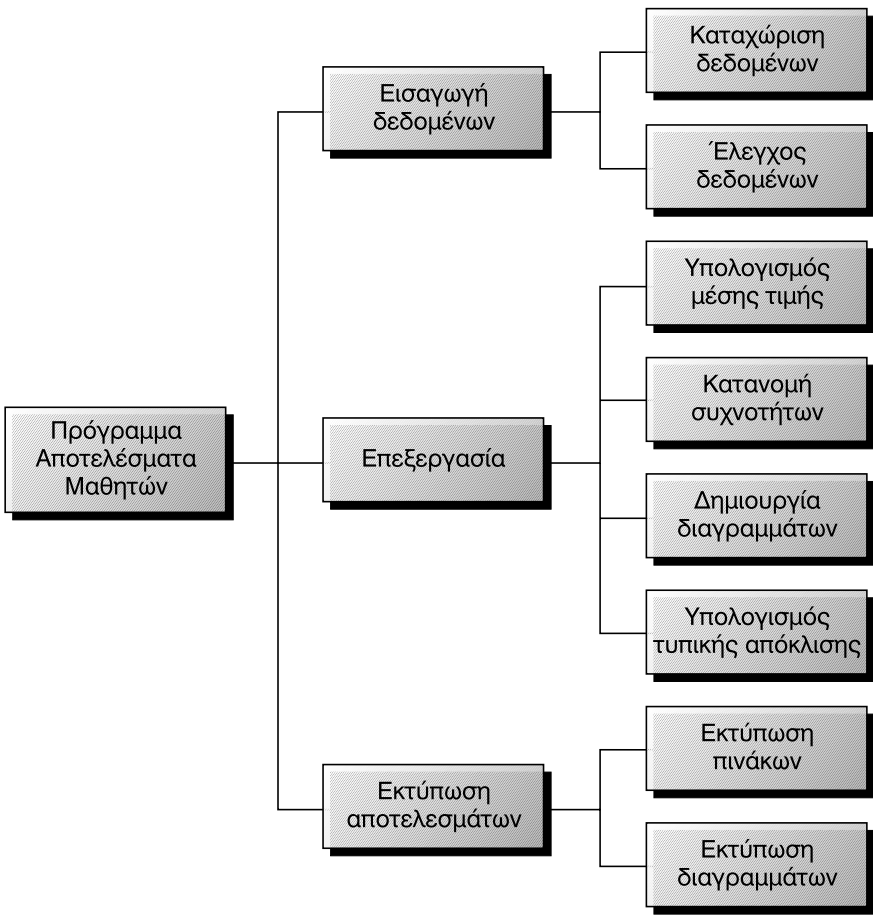 Πρόγραμμα
Αποτελέσματα
Μαθητών
Εισαγωγή
δεδομένων
Καταχώριση
δεδομένων
Έλεγχος
δεδομένων
Επεξεργασία
Υπολογισμός
μέσης τιμής
Κατανομή
συχνοτήτων
Δημιουργία
διαγραμμάτων
Υπολογισμός
τυπικής απόκλισης
Εκτύπωση
αποτελεσμάτων
Εκτύπωση
πινάκων
Εκτύπωση
διαγραμμάτων